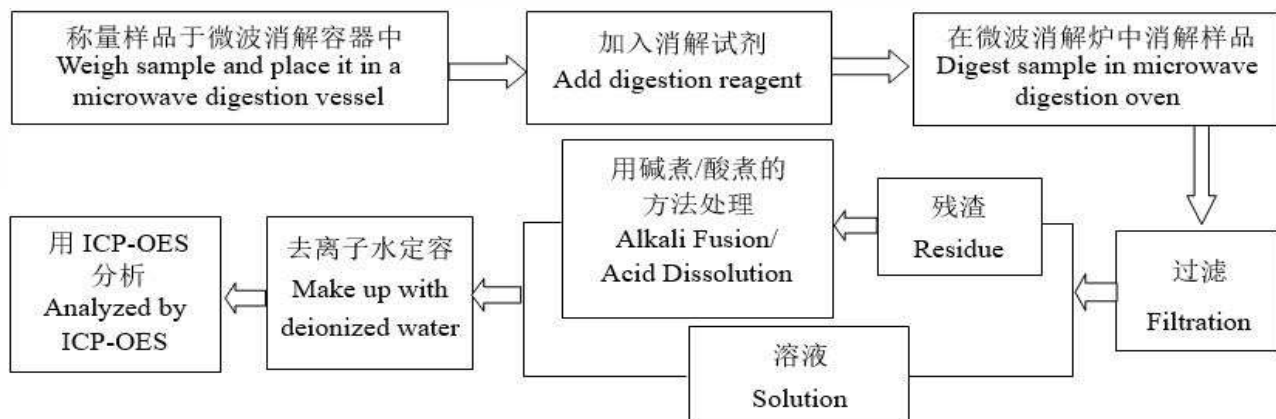 称量样品于微波消解容器中
Weigh sample and place it in a
microwave digestion vessel
加入消解试剂
Add digestion reagent
在微波消解炉中消解样品
Digest sample in microwave
digestion oven
过滤
Filtration
残渣
Residue
用碱煮/酸煮的
方法处理
Alkali Fusion/
Acid Dissolution
溶液
Solution
去离子水定容
Make up with
deionized water
用 ICP-OES
分析
Analyzed by
ICP-OES